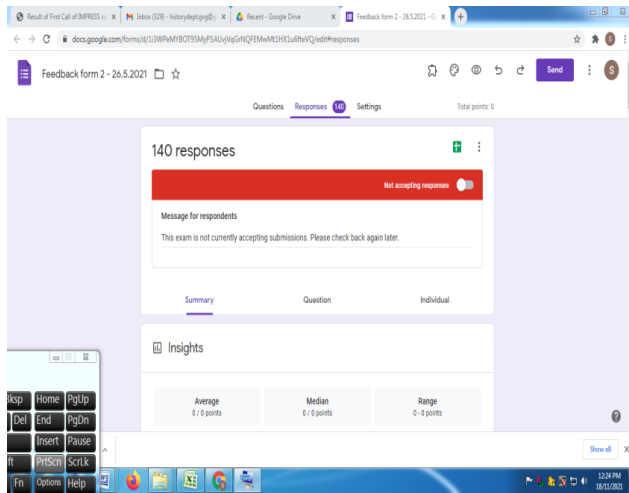 Result of First Call of IMPRESS
Inbox (329) - historydept.gvg@
Recent - Google Drive
Feedback form 2 - 26.5.2021 - G
docs.google.com/forms/
Feedback form 2 - 26.5.2021
Send
S
Questions Responses 140 Settings
Total points: 0
140 responses
Not accepting responses
Message for respondents
This exam is not currently accepting submissions. Please check back again later.
Summary Question Individual
Insights
Average Median Range
0 / 0 points 0 / 0 points 0 - 0 points
Bksp Home PgUp
Del End PgDn
Insert Pause
ft PrtScn ScrLk
Fn Options Help
Show all
12:24 PM
18/11/2021